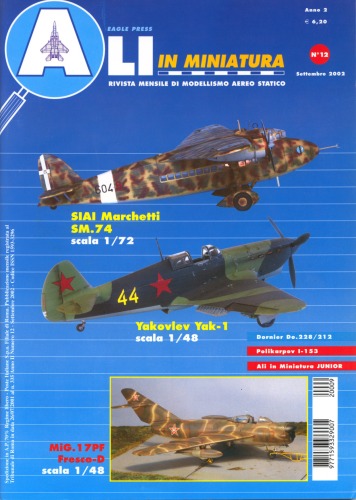 EAGLE PRESS
Anno 2
€ 6,20
ALI IN MINIATURA
N°12
RIVISTA MENSILE DI MODELLISMO AEREO STATICO
Settembre 2002
504
SIAI Marchetti
SM.74
scala 1/72
44
Yakovlev Yak-1
scala 1/48
Dornier Do.228/212
Polikarpov I-153
Ali in Miniatura JUNIOR
MiG.17PF
Fresco-D
scala 1/48
20009